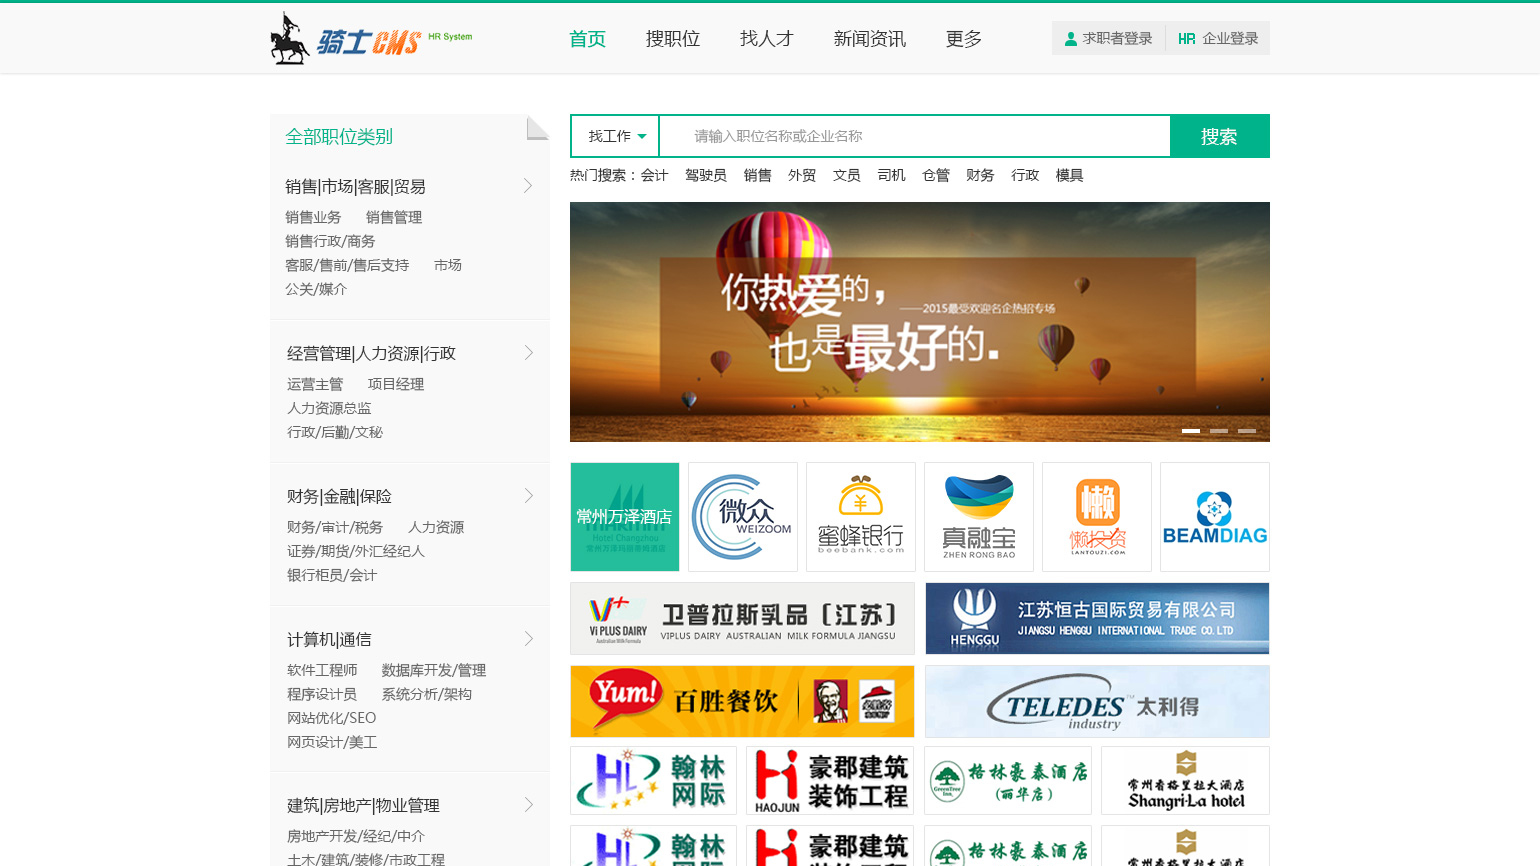 骑士CMS HR System
首页 搜职位 找人才 新闻资讯 更多
求职者登录 HR 企业登录
全部职位类别
销售|市场|客服|贸易
销售业务 销售管理
销售行政/商务
客服/售前/售后支持 市场
公关/媒介
经营管理|人力资源|行政
运营主管 项目经理
人力资源总监
行政/后勤/文秘
财务|金融|保险
财务/审计/税务 人力资源
证券/期货/外汇经纪人
银行柜员/会计
计算机|通信
软件工程师 数据库开发/管理
程序设计员 系统分析/架构
网站优化/SEO
网页设计/美工
建筑|房地产|物业管理
房地产开发/经纪/中介
土木/建筑/装修/市政工程
找工作 请输入职位名称或企业名称 搜索
热门搜索：会计 驾驶员 销售 外贸 文员 司机 仓管 财务 行政 模具
你热爱的，
——2015最受欢迎名企热招专场
也是最好的.
常州万泽酒店
Hotel Changzhou
微众
WEIZOOM
蜜蜂银行
beebank.com
真融宝
ZHEN RONG BAO
懒
懒投资
LANTOUZI.COM
BEAMDIAG
Vi PLUS DAIRY
Australian Milk Formula
卫普拉斯乳品〔江苏〕
VIPLUS DAIRY AUSTRALIAN MILK FORMULA JIANGSU
HENGGU
江苏恒古国际贸易有限公司
JIANGSU HENGGU INTERNATIONAL TRADE CO.LTD
Yum!
百胜餐饮
TELEDES™
industry
太利得
HL
翰林
网际
HAOJUN
豪郡建筑
装饰工程
GreenTree
Inn
格林豪泰酒店
(丽华店)
常州香格里拉大酒店
Shangri-La hotel
翰林
豪郡建筑
格林豪泰酒店